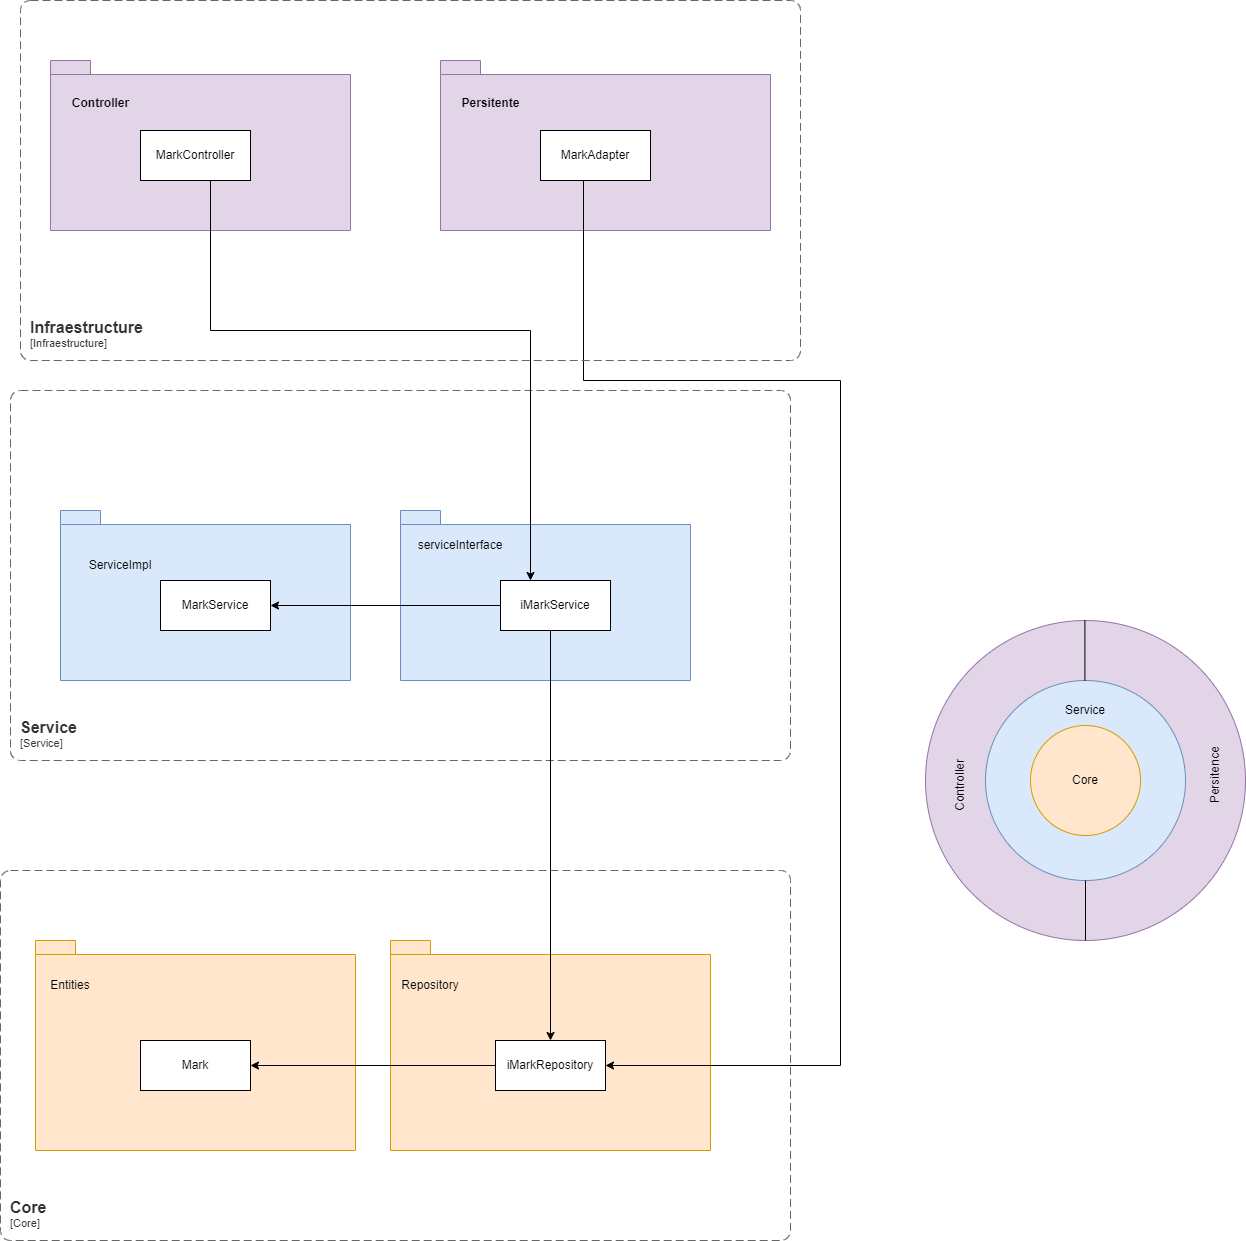 Controller
MarkController
Persitente
MarkAdapter
Infraestructure
[Infraestructure]
ServiceImpl
MarkService
serviceInterface
iMarkService
Service
[Service]
Entities
Mark
Repository
iMarkRepository
Core
[Core]
Service
Controller
Core
Persitence